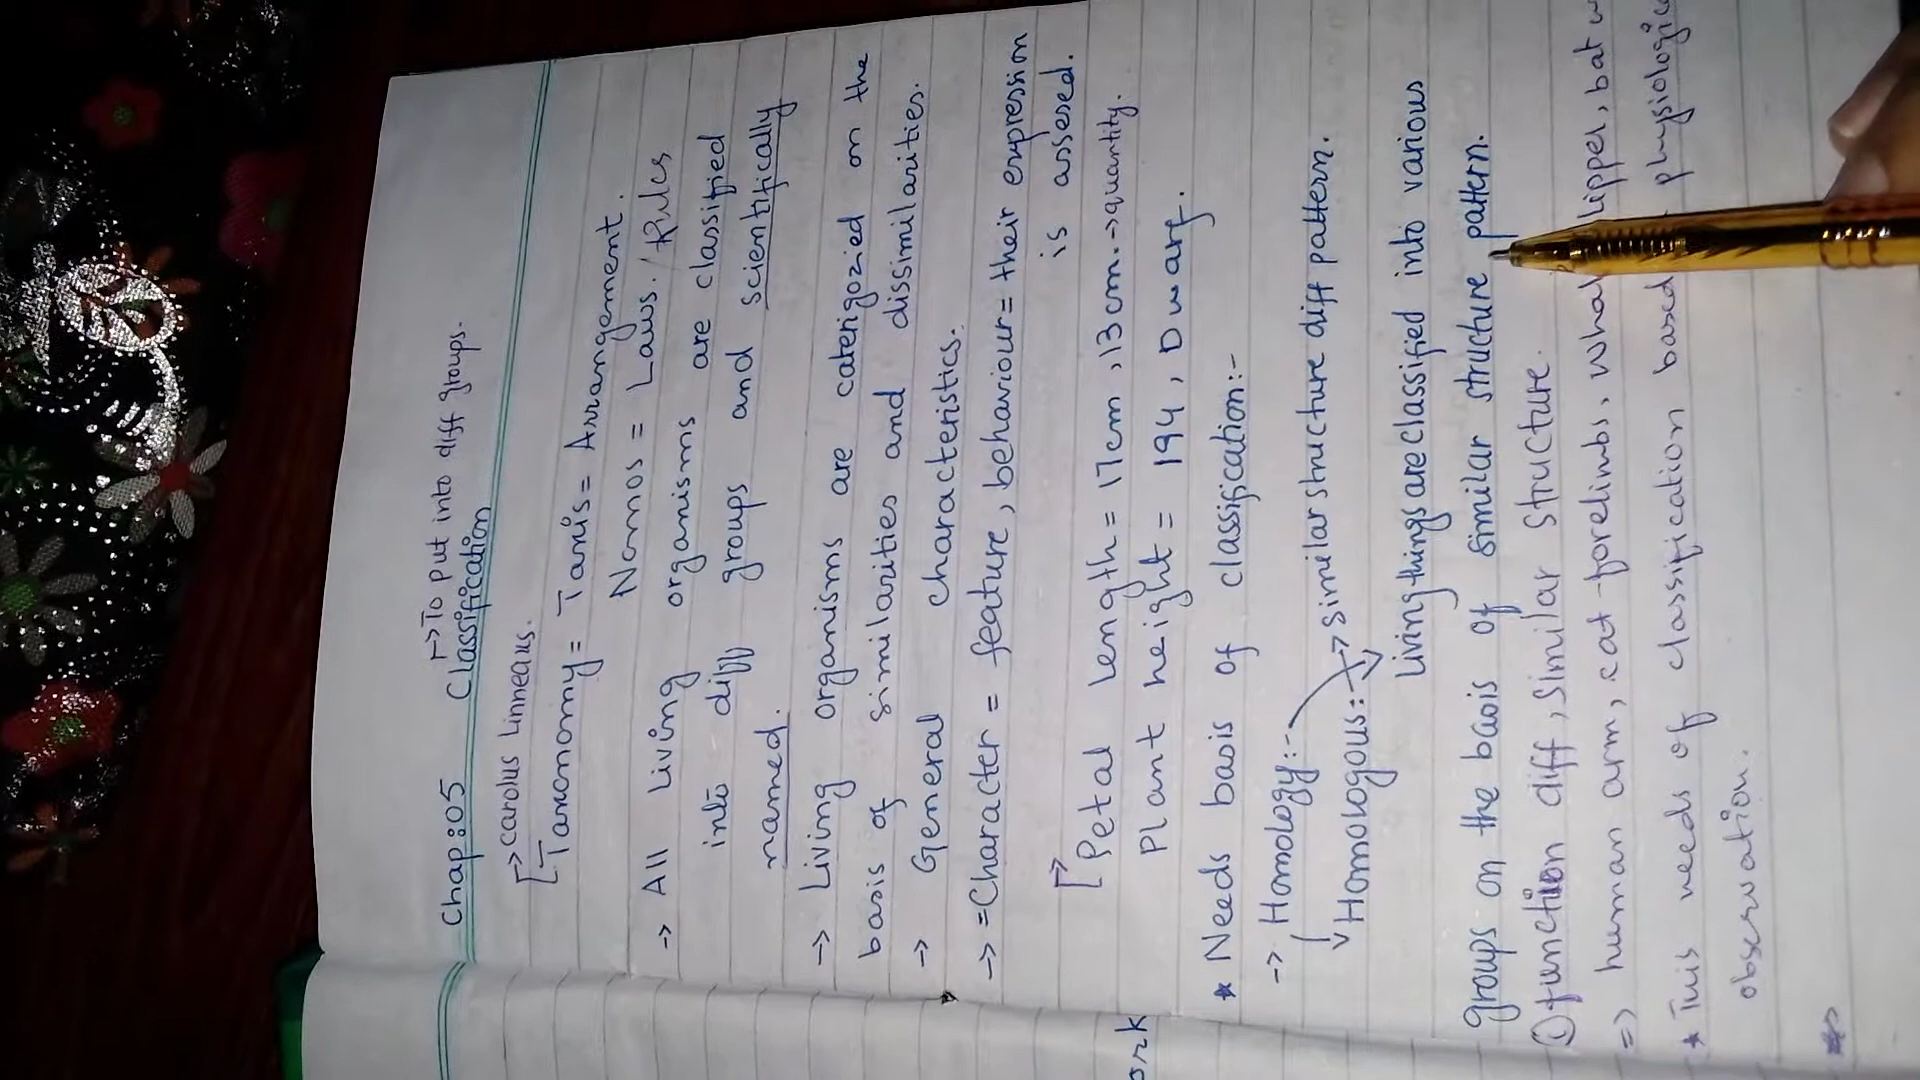 Chap:05 Classification
↳ To put into diff groups.
→ carolus linneaus.
[Taxonomy = Taxis = Arrangement.
Nomos = Laws. / Rules
→ All living organisms are classified
into diff groups and scientifically
named.
→ Living organisms are caterigozied on the
basis of similarities and dissimilarities.
→ General characteristics.
→ =Character = feature, behaviour = their expression
is assesed.
[→ Petal length = 17cm, 13cm. → quantity.
Plant height = 194, Dwarf.
* Needs basis of classification:-
→ Homology:- → Similar structure diff pattern.
Homologous:-
Living things are classified into various
groups on the basis of similar structure pattern.
① function diff, similar structure.
=> human arm, cat forelimbs, lipper, bat
* This needs of classification based
observation.
*
ork